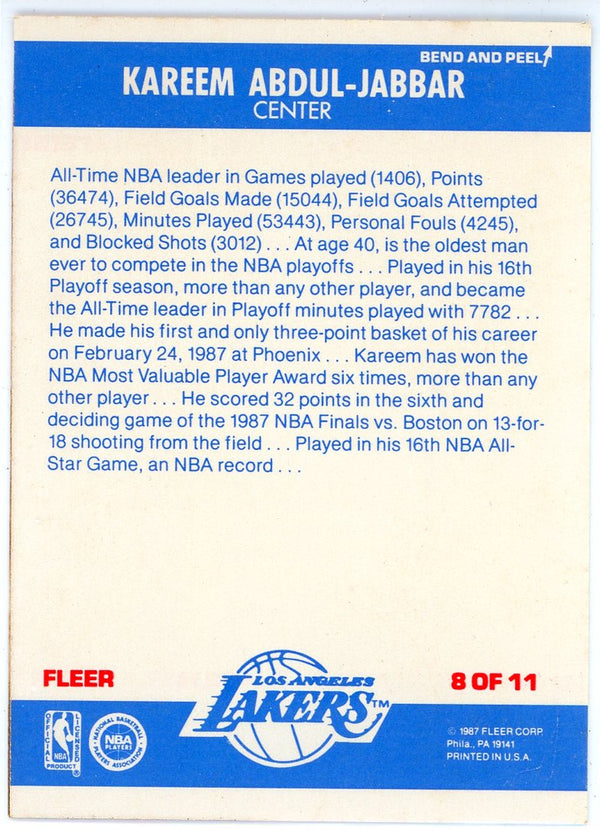 BEND AND PEEL
KAREEM ABDUL-JABBAR
CENTER
All-Time NBA leader in Games played (1406), Points
(36474), Field Goals Made (15044), Field Goals Attempted
(26745), Minutes Played (53443), Personal Fouls (4245),
and Blocked Shots (3012) . . . At age 40, is the oldest man
ever to compete in the NBA playoffs . . . Played in his 16th
Playoff season, more than any other player, and became
the All-Time leader in Playoff minutes played with 7782 . . .
He made his first and only three-point basket of his career
on February 24, 1987 at Phoenix . . . Kareem has won the
NBA Most Valuable Player Award six times, more than any
other player . . . He scored 32 points in the sixth and
deciding game of the 1987 NBA Finals vs. Boston on 13-for-
18 shooting from the field . . . Played in his 16th NBA All-
Star Game, an NBA record . . .
FLEER
LOS ANGELES
LAKERS™
8 OF 11
OFFICIAL
LICENSED
NBA
PRODUCT®
NATIONAL BASKETBALL
PLAYERS ASSOCIATION
NBA
PLAYERS
© 1987 FLEER CORP.
Phila., PA 19141
PRINTED IN U.S.A.